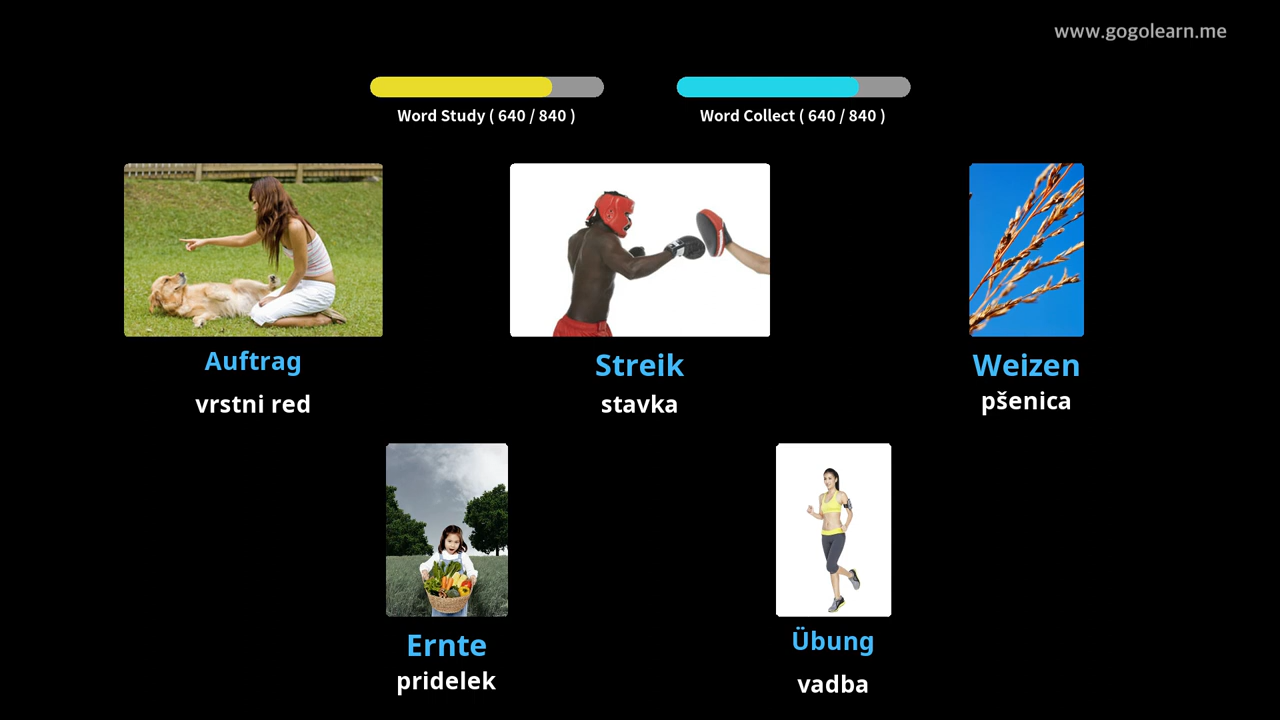 www.gogolearn.me
Word Study ( 640 / 840 )
Word Collect ( 640 / 840 )
Auftrag
vrstni red
Streik
stavka
Weizen
pšenica
Ernte
pridelek
Übung
vadba